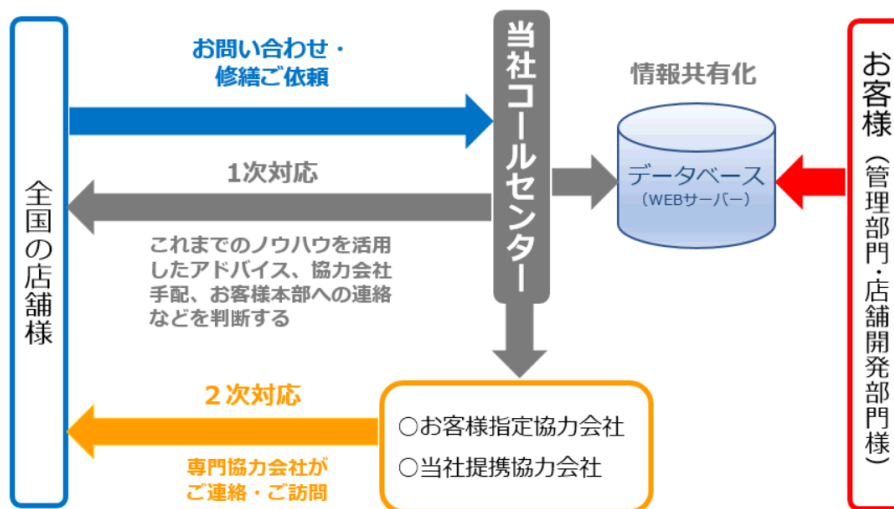 お問い合わせ・
修繕ご依頼
当社コールセンター
情報共有化
データベース
（WEBサーバー）
お客様（管理部門・店舗開発部門様）
全国の店舗様
1次対応
これまでのノウハウを活用
したアドバイス、協力会社
手配、お客様本部への連絡
などを判断する
２次対応
専門協力会社が
ご連絡・ご訪問
○お客様指定協力会社
○当社提携協力会社